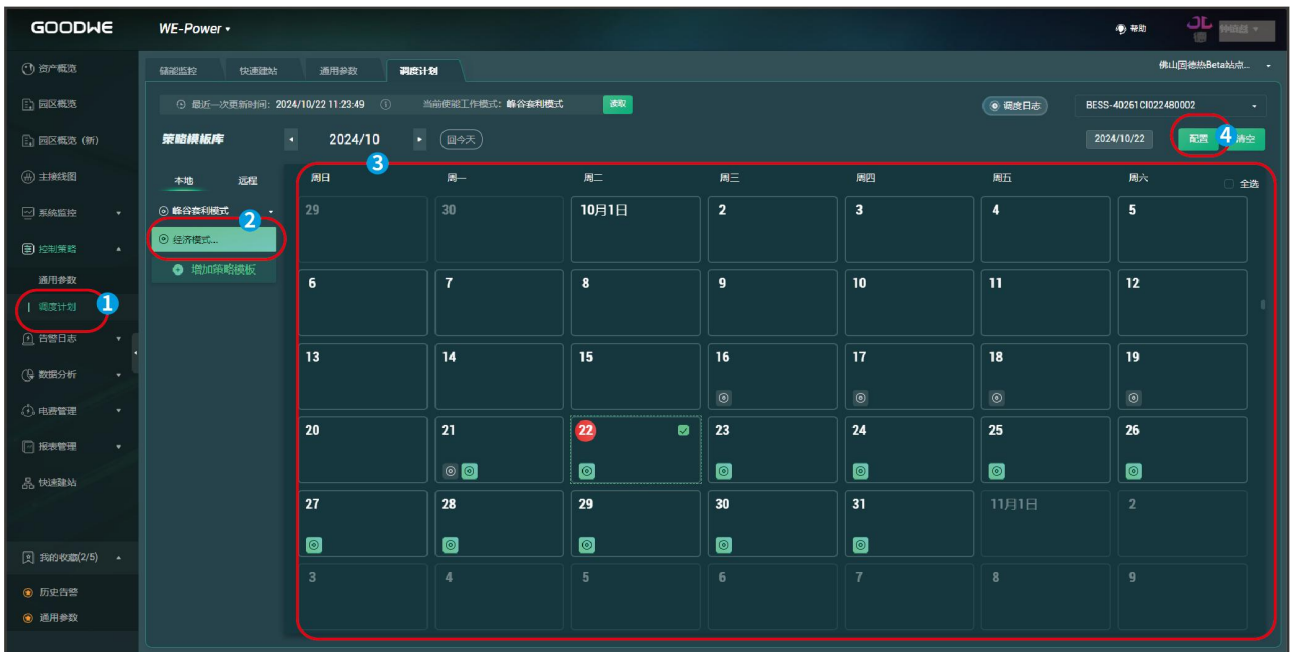 GOODWE WE-Power 帮助
资产概览
园区概览
园区概览 (新)
主接线图
系统监控
控制策略
通用参数
调度计划
1
告警日志
数据分析
电费管理
报表管理
快速建站
我的收藏(2/5)
历史告警
通用参数
储能监控 快速建站 通用参数 调度计划
最近一次更新时间: 2024/10/22 11:23:49 当前使能工作模式: 峰谷套利模式 读取 调度日志 BESS-40261CI022480002
策略模板库 2024/10 回今天 2024/10/22 配置 4 清空
本地 远程
峰谷套利模式
2
经济模式...
增加策略模板
3
周日 周一 周二 周三 周四 周五 周六 全选
29 30 10月1日 2 3 4 5
6 7 8 9 10 11 12
13 14 15 16 17 18 19
20 21 22 23 24 25 26
27 28 29 30 31 11月1日 2
3 4 5 6 7 8 9